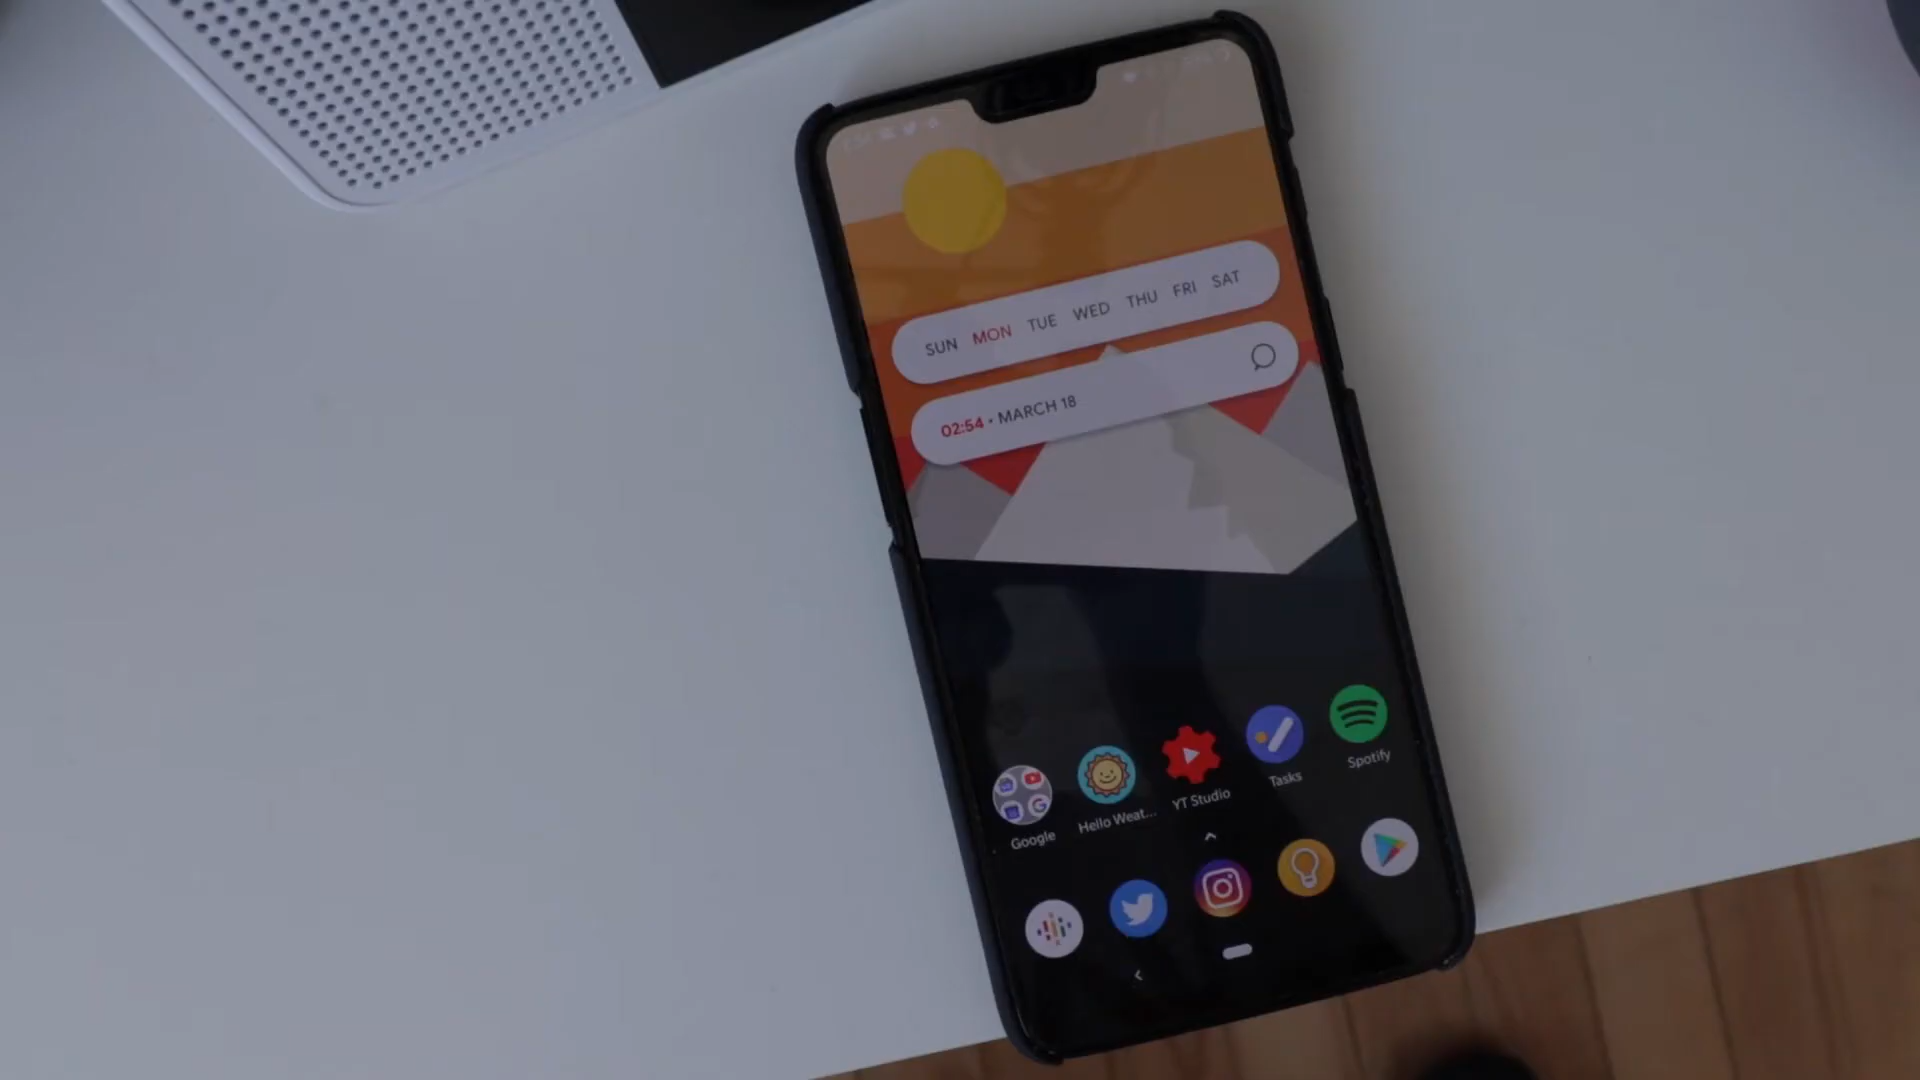 SUN MON TUE WED THU FRI SAT
02:54 • MARCH 18
Google Hello Weat... YT Studio Tasks Spotify